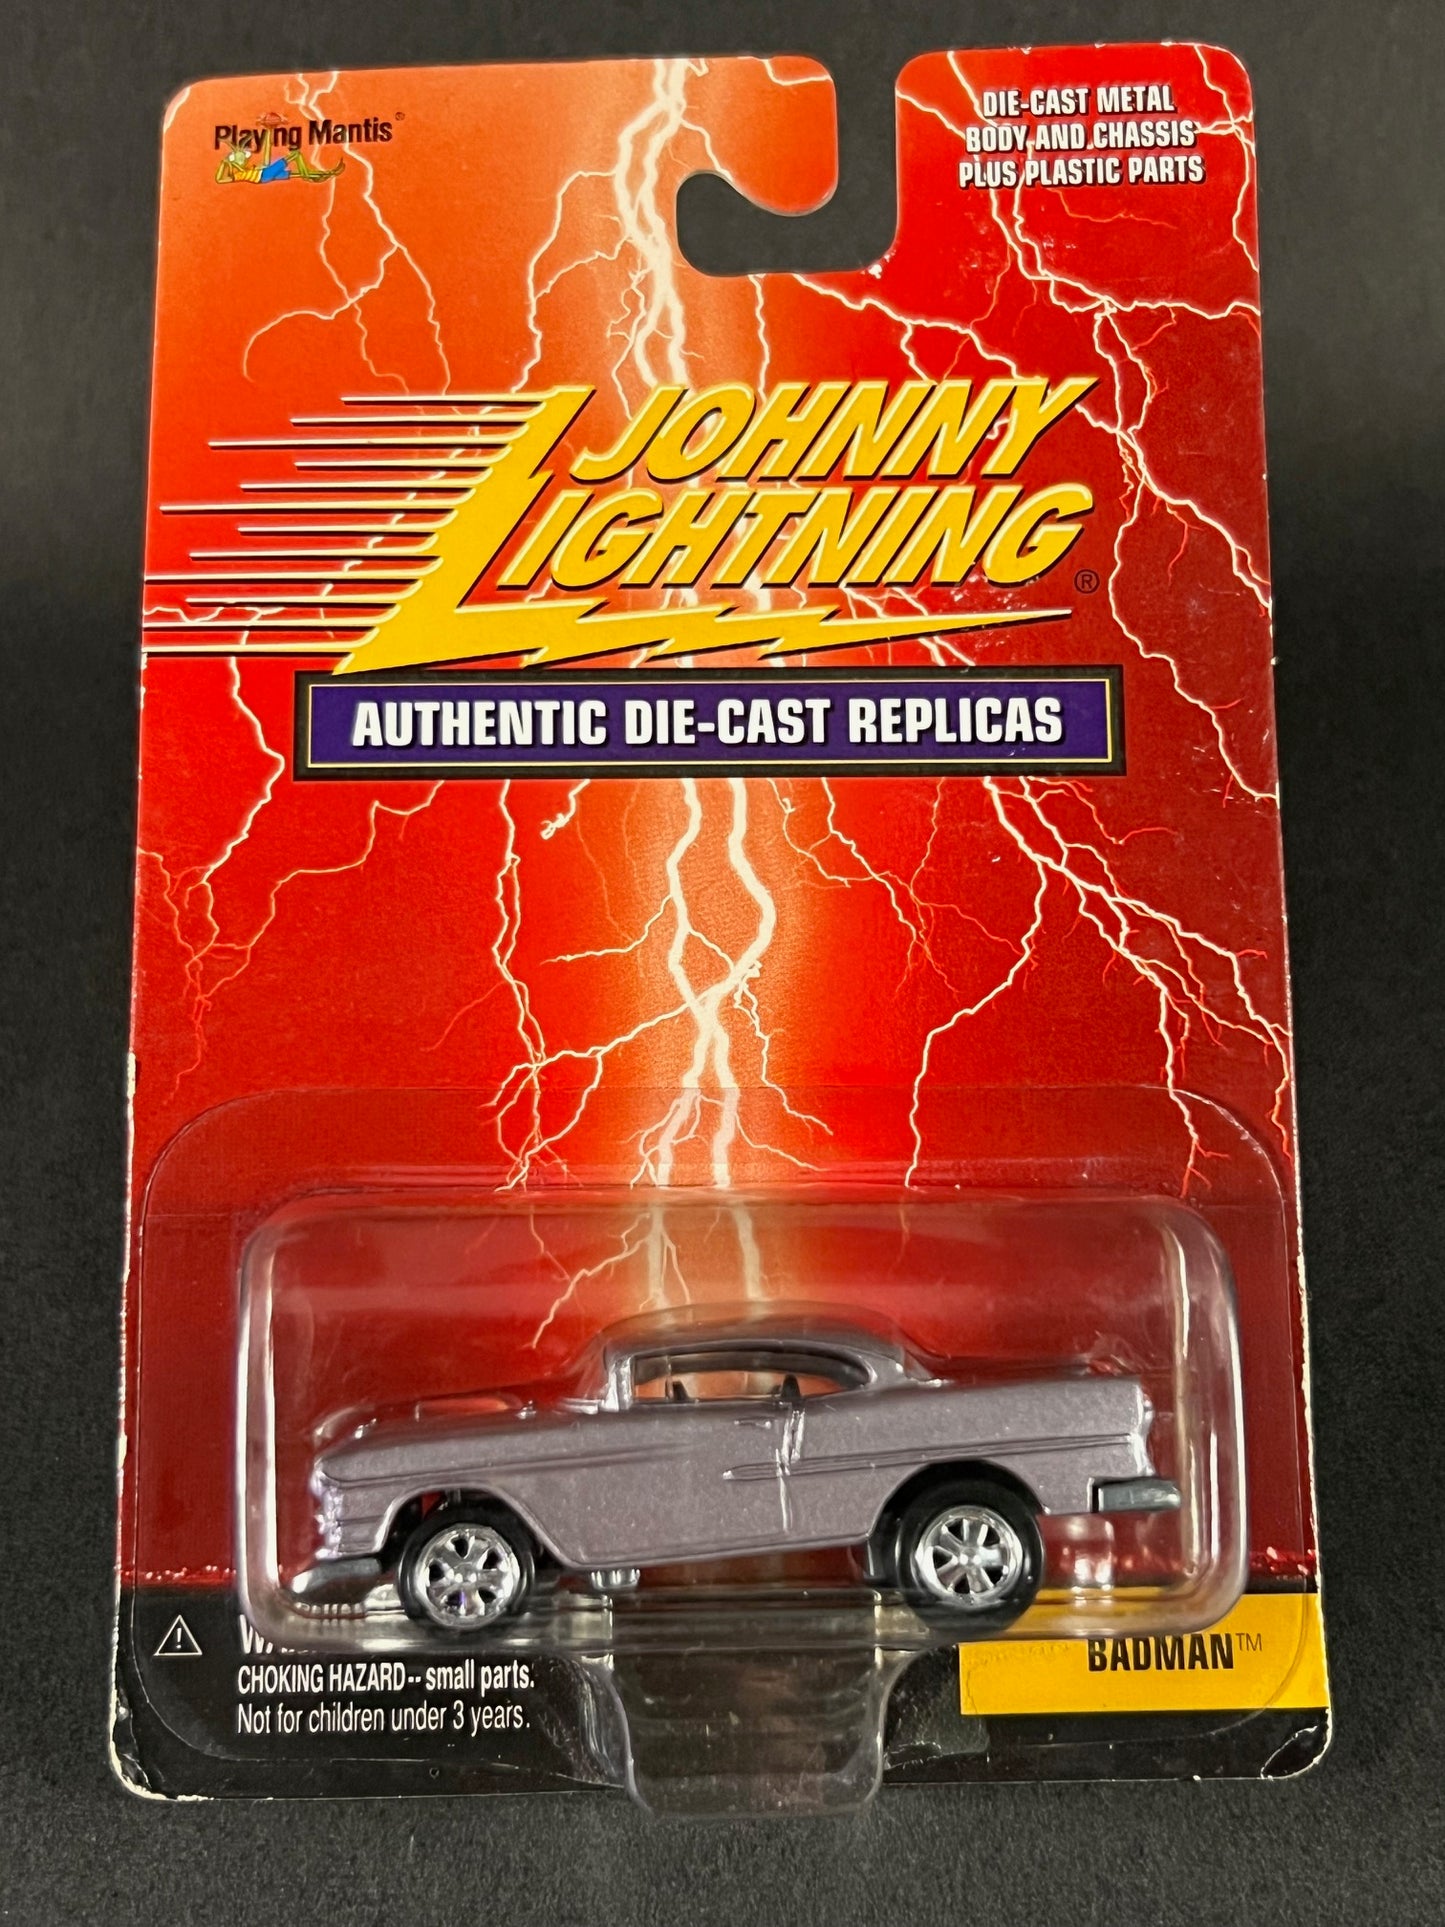 Playing Mantis®
DIE-CAST METAL
BODY AND CHASSIS
PLUS PLASTIC PARTS
JOHNNY
LIGHTNING®
AUTHENTIC DIE-CAST REPLICAS
CHOKING HAZARD--small parts.
Not for children under 3 years.
BADMAN™